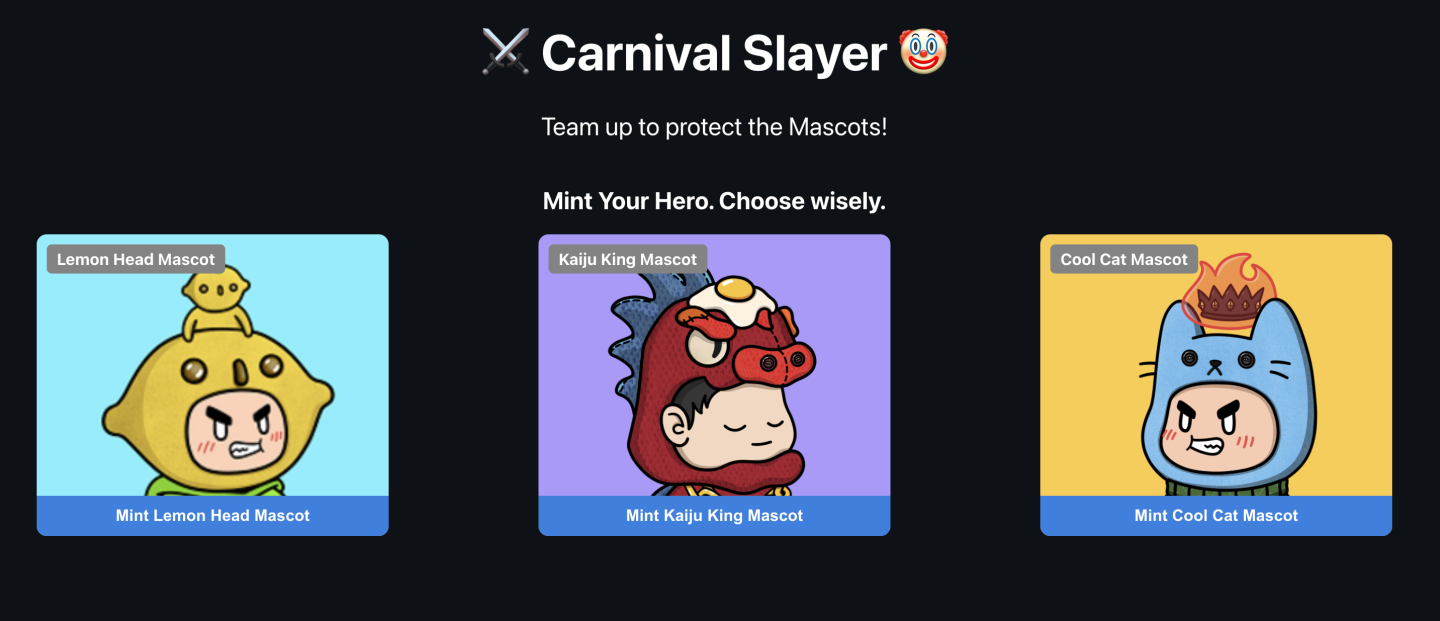 ⚔️ Carnival Slayer 🤡
Team up to protect the Mascots!
Mint Your Hero. Choose wisely.
Lemon Head Mascot
Kaiju King Mascot
Cool Cat Mascot
Mint Lemon Head Mascot
Mint Kaiju King Mascot
Mint Cool Cat Mascot